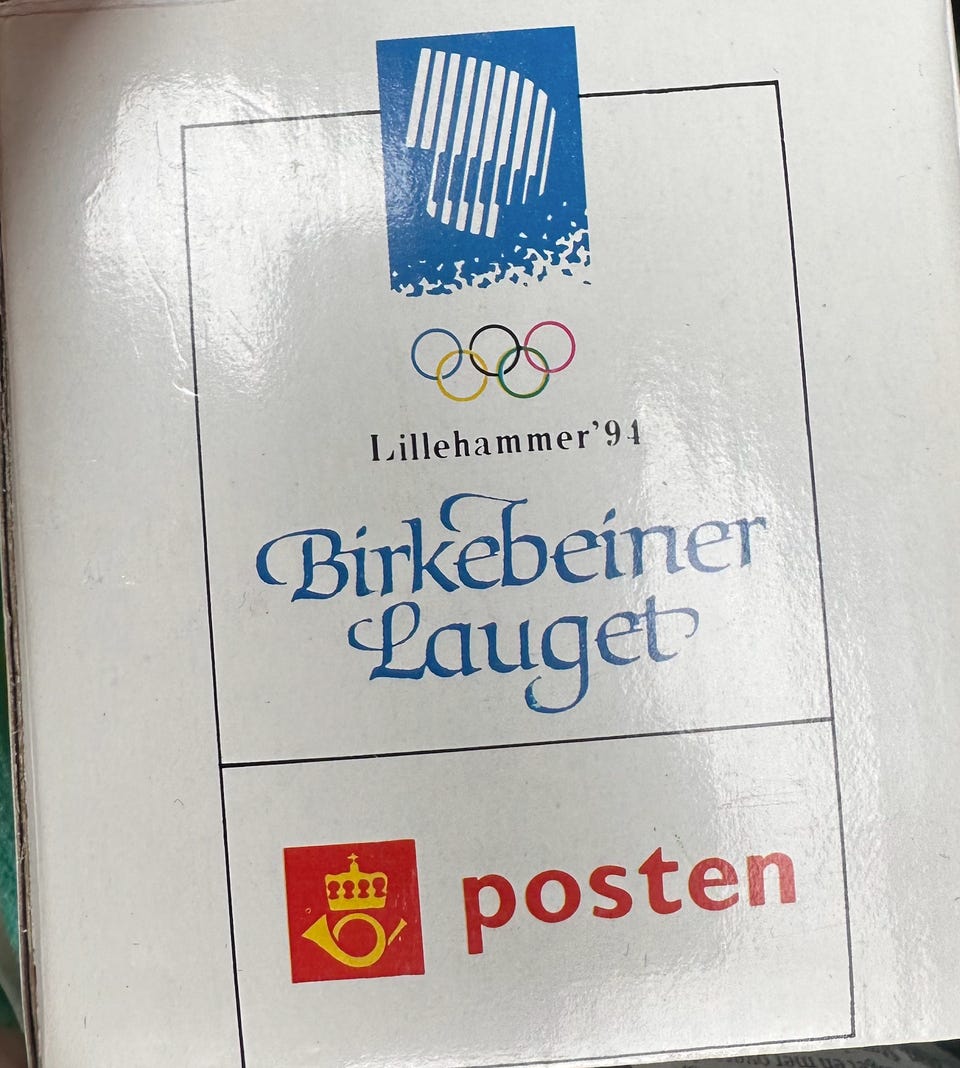 Lillehammer'94
Birkebeiner
Lauget
posten